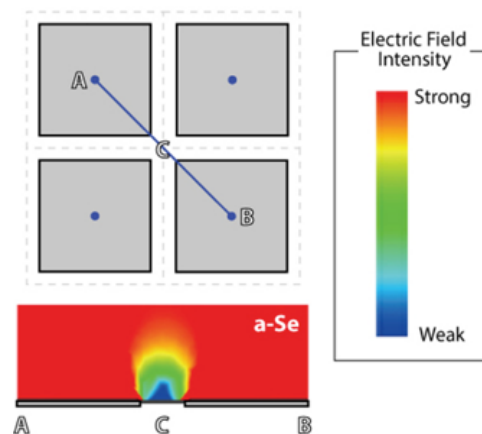 A
C
B
Electric Field
Intensity
Strong
Weak
a-Se
A C B